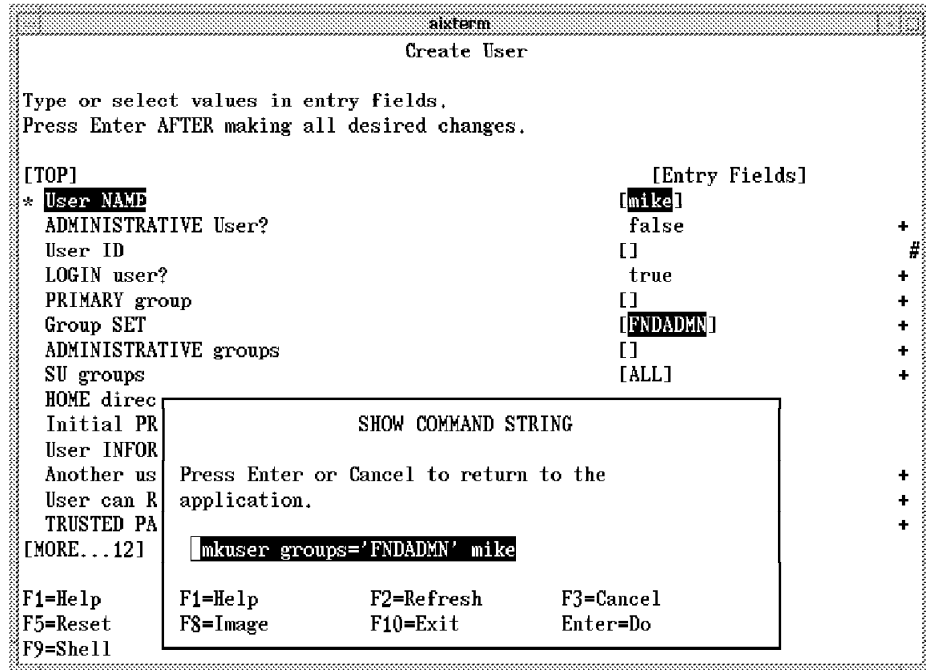 aixterm
Create User
Type or select values in entry fields.
Press Enter AFTER making all desired changes.
[TOP] [Entry Fields]
* User NAME [mike]
ADMINISTRATIVE User? false +
User ID [] #
LOGIN user? true +
PRIMARY group [] +
Group SET [FNDADMN] +
ADMINISTRATIVE groups [] +
SU groups [ALL] +
HOME direc
Initial PR
User INFOR
Another us +
User can R +
TRUSTED PA +
[MORE...12]
F1=Help
F5=Reset
F9=Shell
SHOW COMMAND STRING
Press Enter or Cancel to return to the
application.
mkuser groups='FNDADMN' mike
F1=Help F2=Refresh F3=Cancel
F8=Image F10=Exit Enter=Do